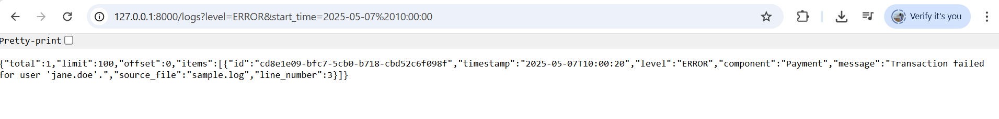 127.0.0.1:8000/logs?level=ERROR&start_time=2025-05-07%2010:00:00
Verify it's you
Pretty-print
{"total":1,"limit":100,"offset":0,"items":[{"id":"cd8e1e09-bfc7-5cb0-b718-cbd52c6f098f","timestamp":"2025-05-07T10:00:20","level":"ERROR","component":"Payment","message":"Transaction failed
for user 'jane.doe'.","source_file":"sample.log","line_number":3}]}